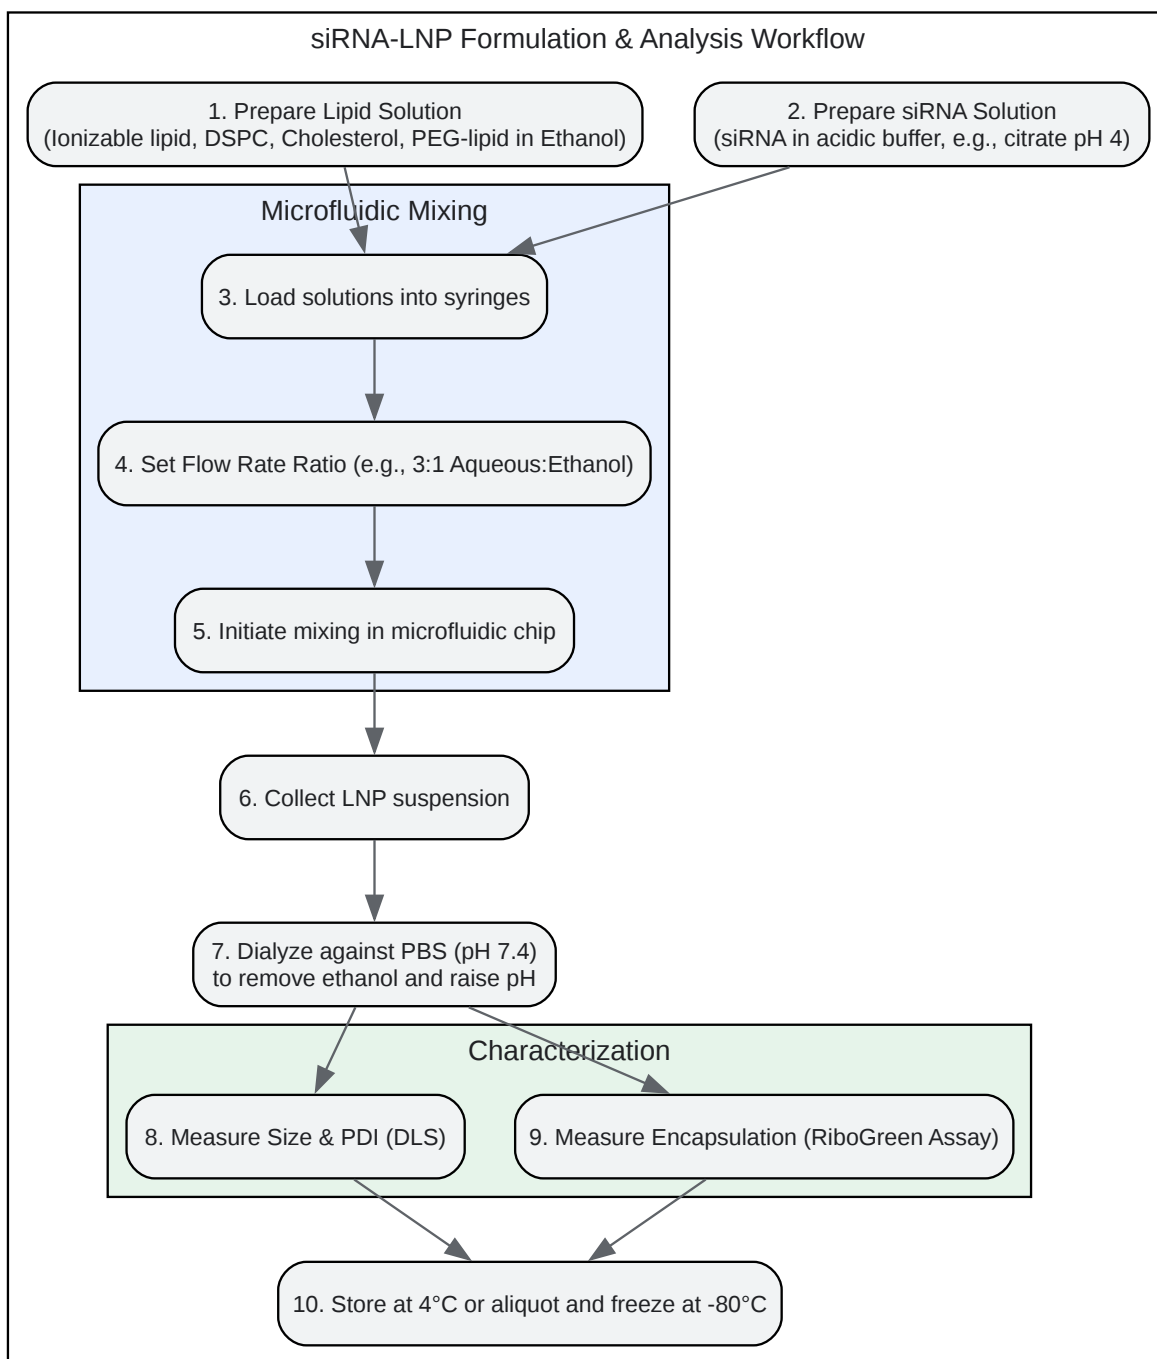 siRNA-LNP Formulation & Analysis Workflow
1. Prepare Lipid Solution
(Ionizable lipid, DSPC, Cholesterol, PEG-lipid in Ethanol)
2. Prepare siRNA Solution
(siRNA in acidic buffer, e.g., citrate pH 4)
Microfluidic Mixing
3. Load solutions into syringes
4. Set Flow Rate Ratio (e.g., 3:1 Aqueous:Ethanol)
5. Initiate mixing in microfluidic chip
6. Collect LNP suspension
7. Dialyze against PBS (pH 7.4)
to remove ethanol and raise pH
Characterization
8. Measure Size & PDI (DLS)
9. Measure Encapsulation (RiboGreen Assay)
10. Store at 4°C or aliquot and freeze at -80°C